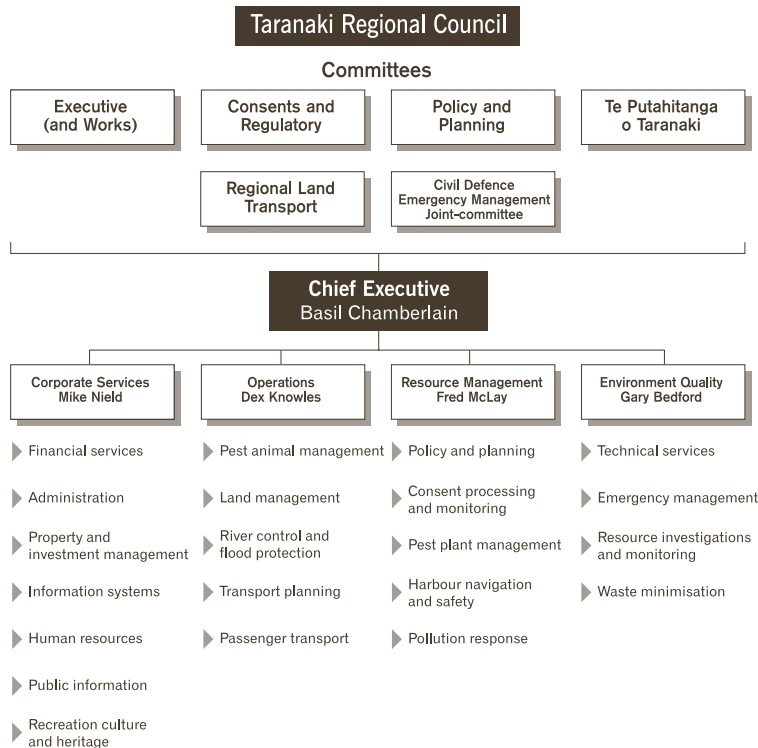 Taranaki Regional Council
Committees
Executive
(and Works)
Consents and
Regulatory
Policy and
Planning
Te Putahitanga
o Taranaki
Regional Land
Transport
Civil Defence
Emergency Management
Joint-committee
Chief Executive
Basil Chamberlain
Corporate Services
Mike Nield
Financial services
Administration
Property and
investment management
Information systems
Human resources
Public information
Recreation culture
and heritage
Operations
Dex Knowles
Pest animal management
Land management
River control and
flood protection
Transport planning
Passenger transport
Resource Management
Fred McLay
Policy and planning
Consent processing
and monitoring
Pest plant management
Harbour navigation
and safety
Pollution response
Environment Quality
Gary Bedford
Technical services
Emergency management
Resource investigations
and monitoring
Waste minimisation